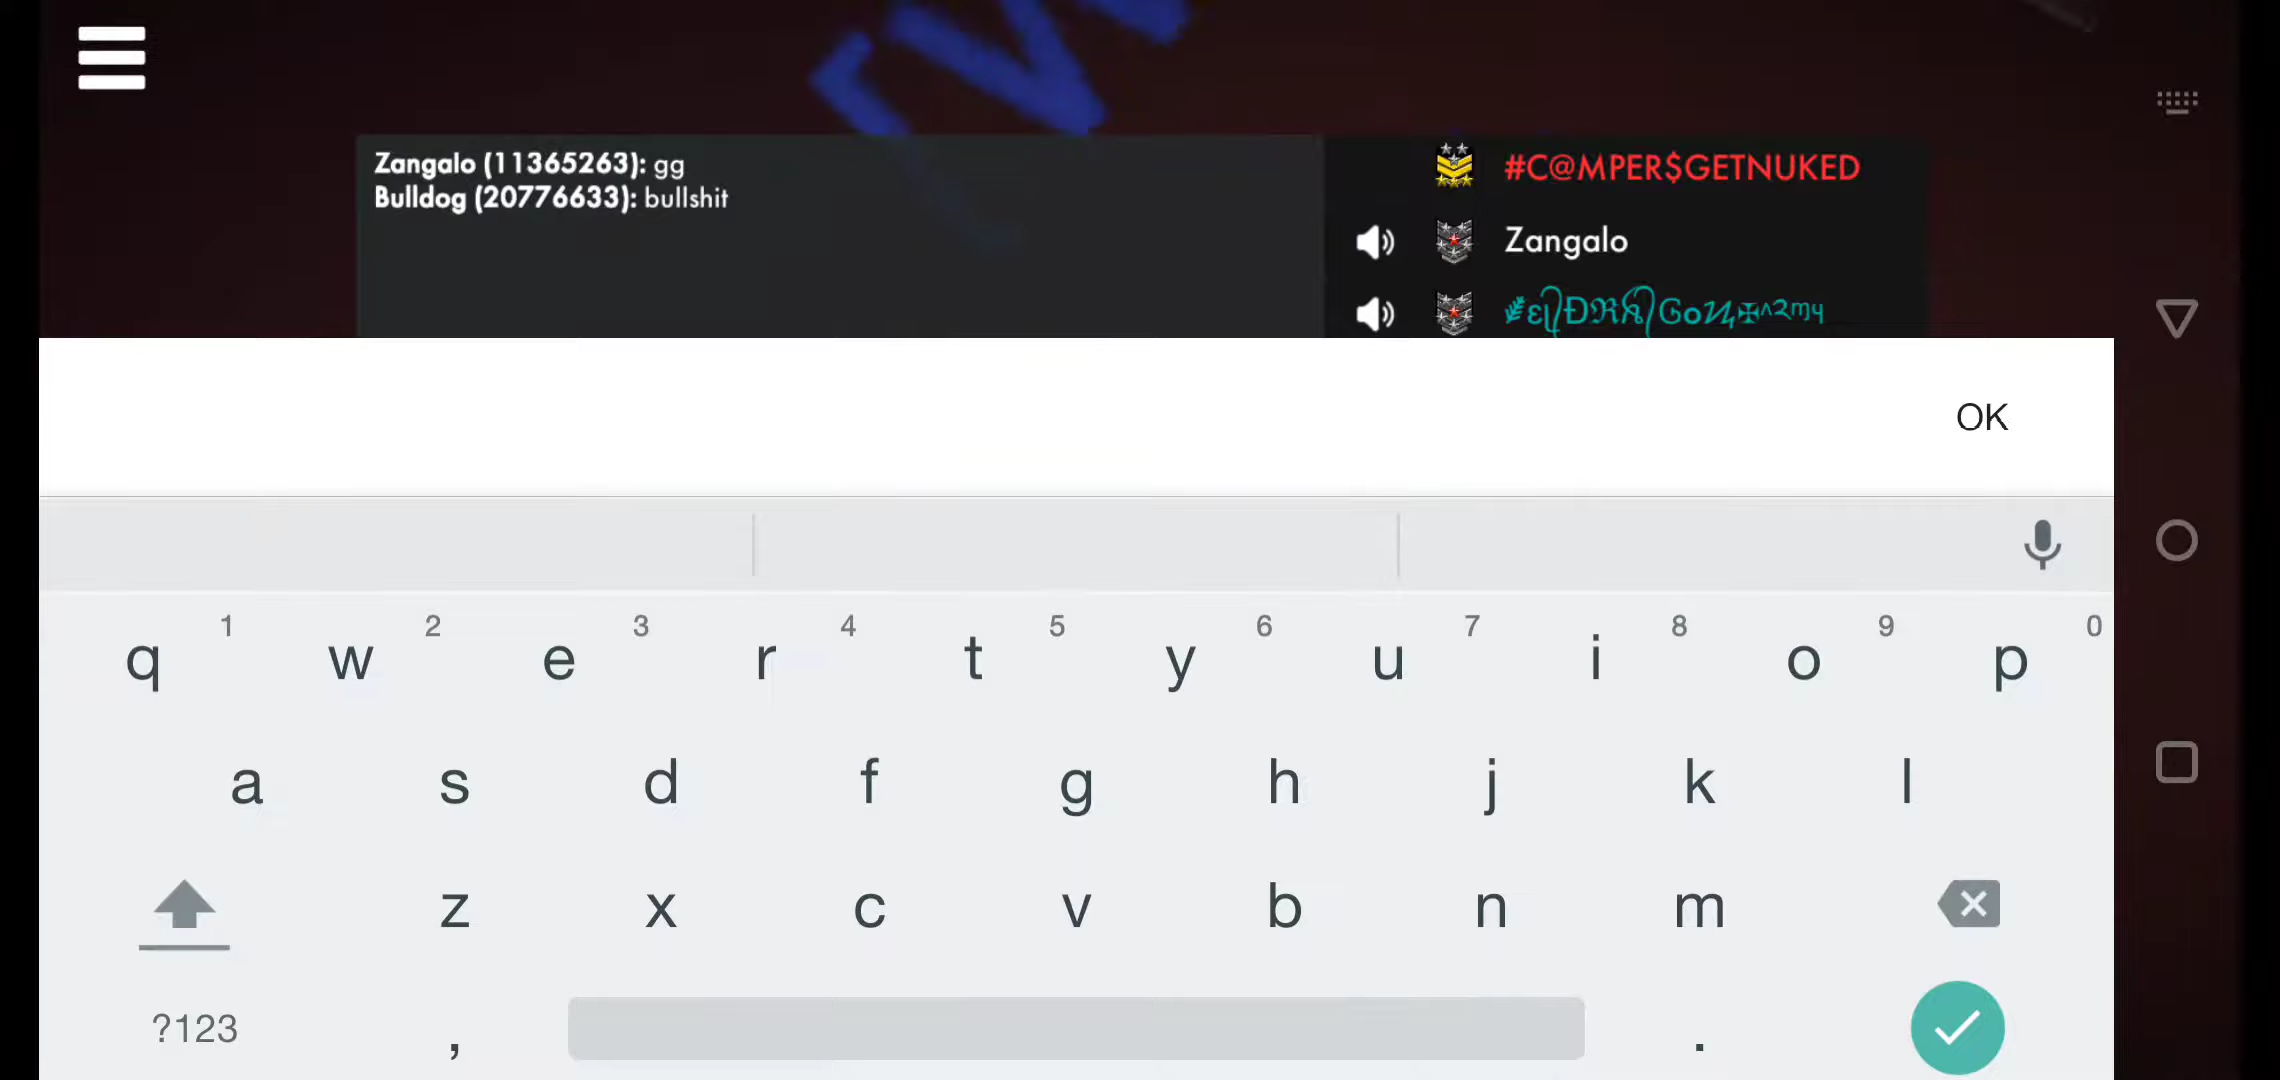 Zangalo (11365263): gg
Bulldog (20776633): bullshit
#C@MPER$GETNUKED
Zangalo
OK
1 2 3 4 5 6 7 8 9 0
q w e r t y u i o p
a s d f g h j k l
z x c v b n m
?123 , .